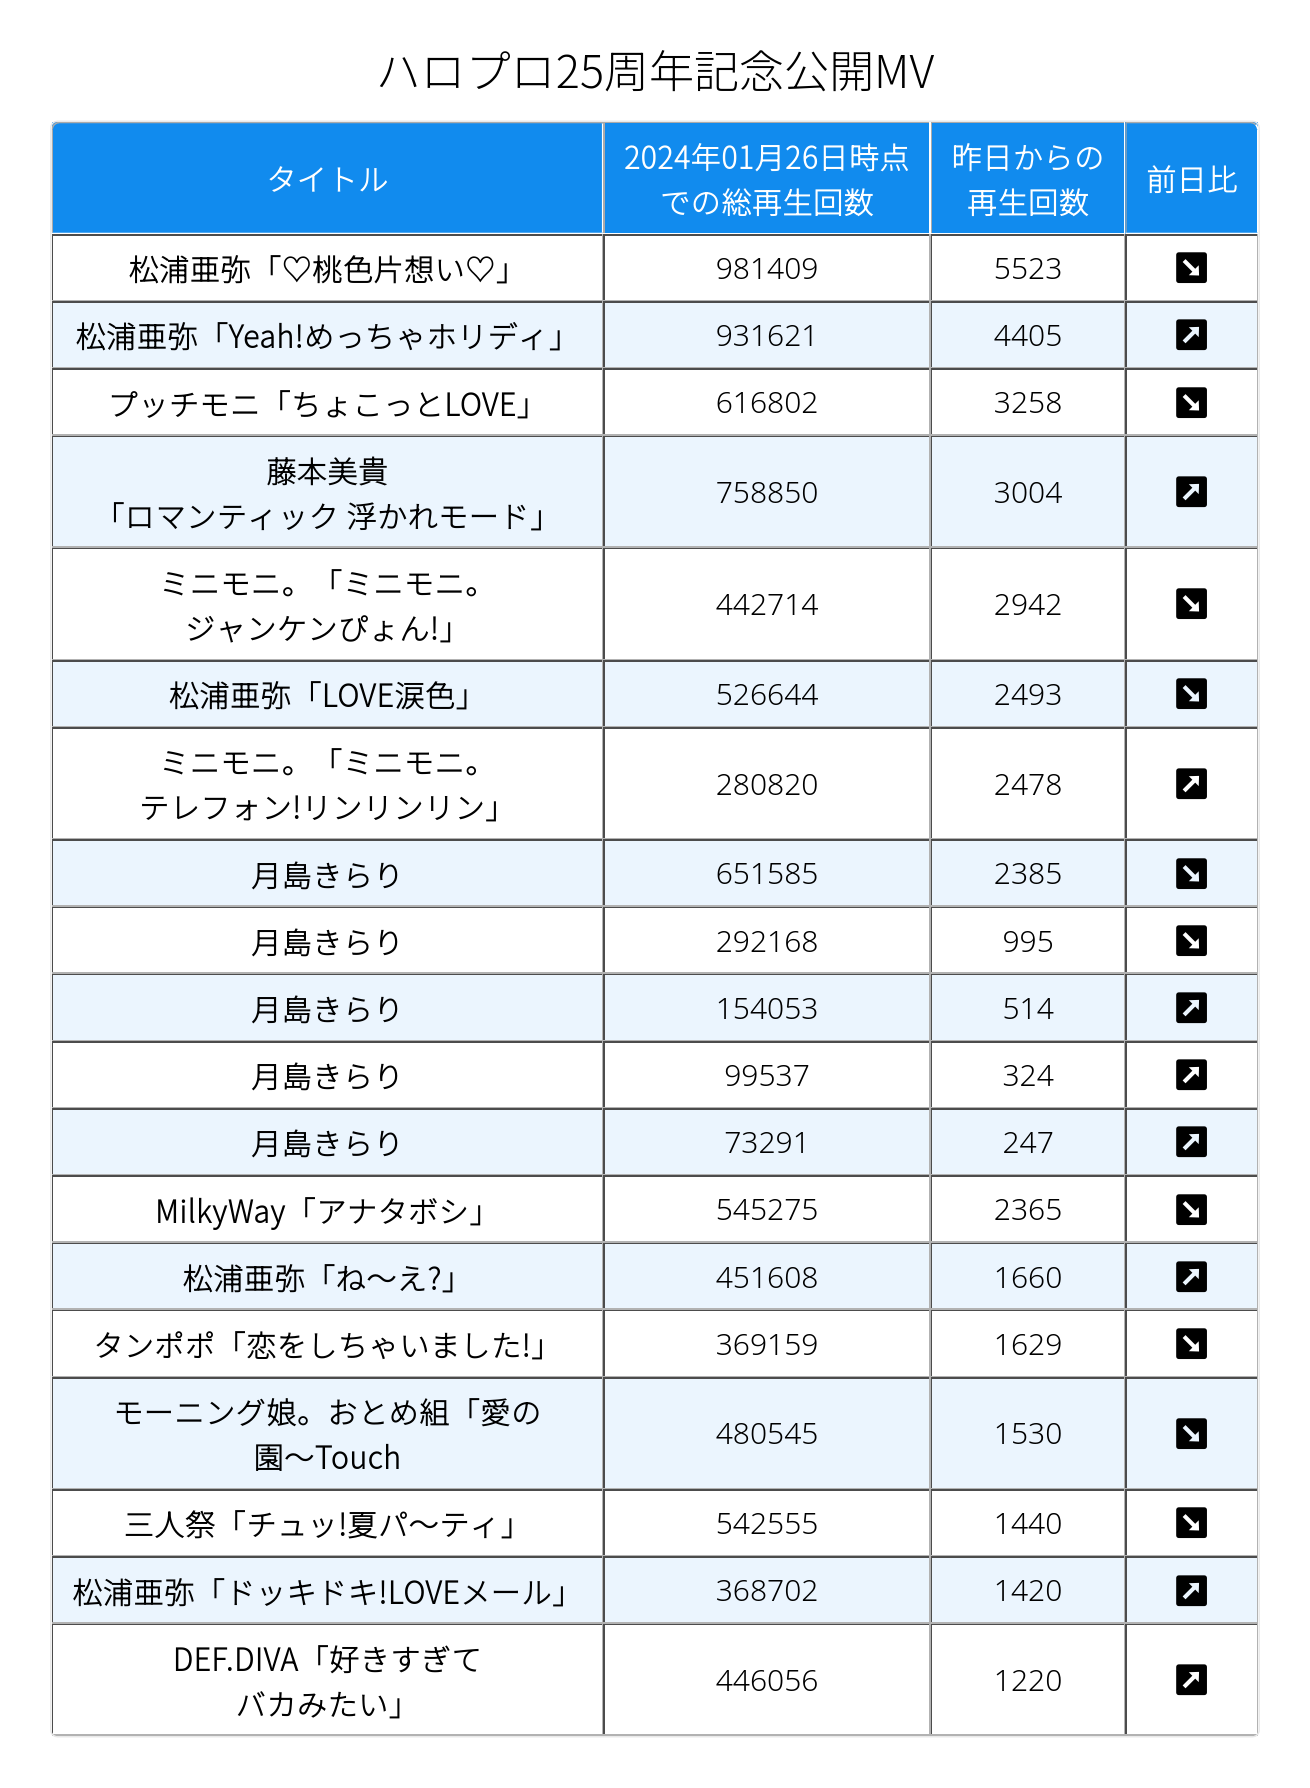 ハロプロ25周年記念公開MV
タイトル
2024年01月26日時点
での総再生回数
昨日からの
再生回数
前日比
松浦亜弥「♡桃色片想い♡」 981409 5523 ↘
松浦亜弥「Yeah!めっちゃホリディ」 931621 4405 ↗
プッチモニ「ちょこっとLOVE」 616802 3258 ↘
藤本美貴
「ロマンティック 浮かれモード」 758850 3004 ↗
ミニモニ。「ミニモニ。
ジャンケンぴょん!」 442714 2942 ↘
松浦亜弥「LOVE涙色」 526644 2493 ↘
ミニモニ。「ミニモニ。
テレフォン!リンリンリン」 280820 2478 ↗
月島きらり 651585 2385 ↘
月島きらり 292168 995 ↘
月島きらり 154053 514 ↗
月島きらり 99537 324 ↗
月島きらり 73291 247 ↗
MilkyWay「アナタボシ」 545275 2365 ↘
松浦亜弥「ね〜え?」 451608 1660 ↗
タンポポ「恋をしちゃいました!」 369159 1629 ↘
モーニング娘。おとめ組「愛の
園〜Touch 480545 1530 ↘
三人祭「チュッ!夏パ〜ティ」 542555 1440 ↘
松浦亜弥「ドッキドキ!LOVEメール」 368702 1420 ↗
DEF.DIVA「好きすぎて
バカみたい」 446056 1220 ↗